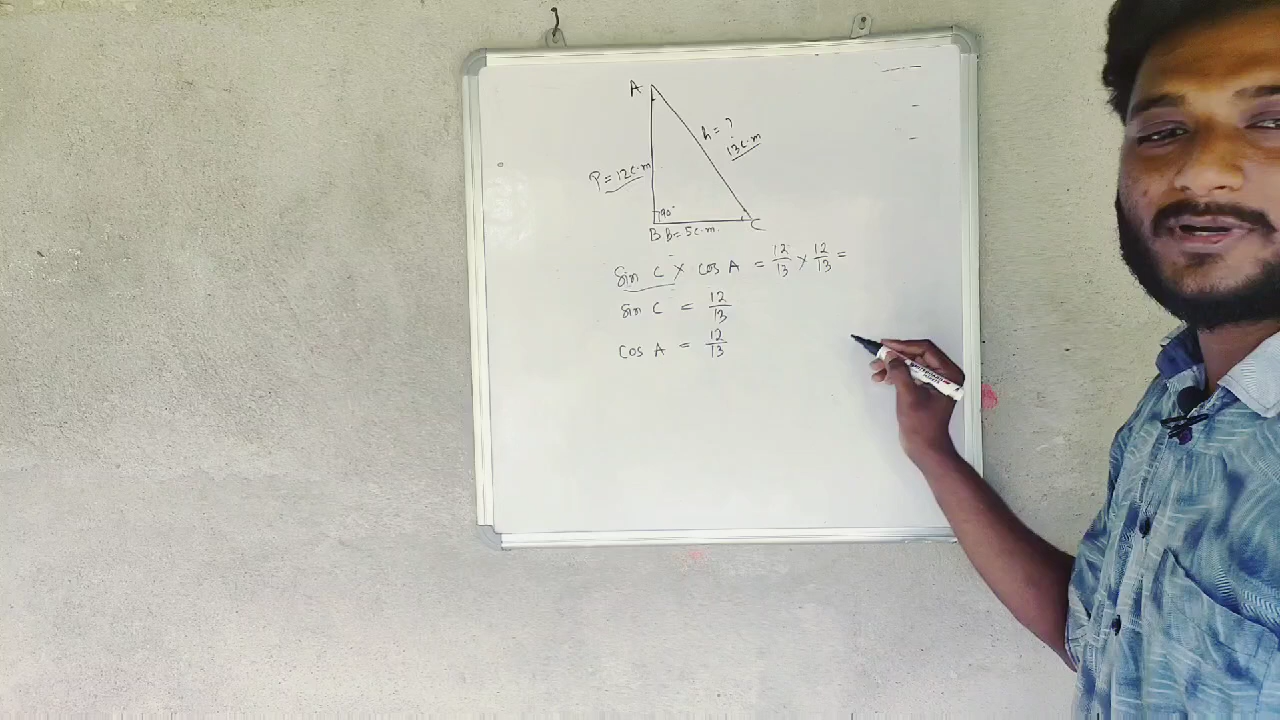 A
h = ?
13c.m
P = 12c.m
90°
B b = 5c.m.
C
Sin C × Cos A = 12/13 × 12/13 =
Sin C = 12/13
Cos A = 12/13